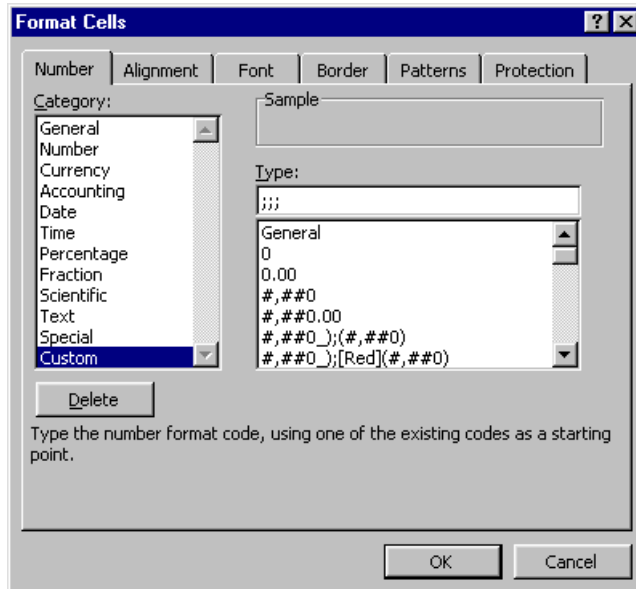 Format Cells
Number Alignment Font Border Patterns Protection
Category:
General
Number
Currency
Accounting
Date
Time
Percentage
Fraction
Scientific
Text
Special
Custom
Sample
Type:
;;;
General
0
0.00
#,##0
#,##0.00
#,##0_);(#,##0)
#,##0_);[Red](#,##0)
Delete
Type the number format code, using one of the existing codes as a starting
point.
OK Cancel